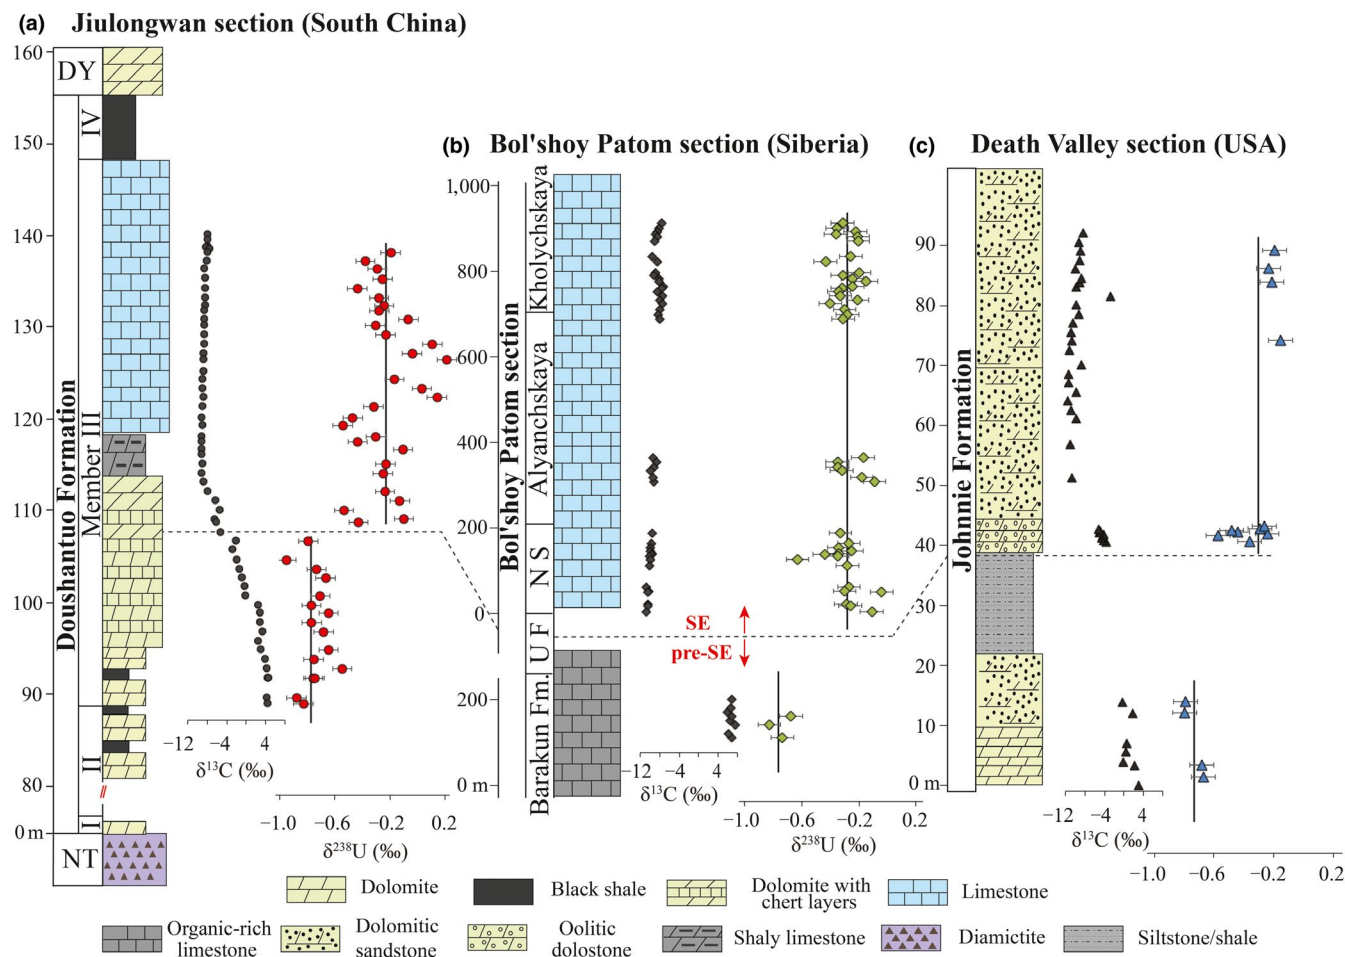 (a) Jiulongwan section (South China)
160
150
140
130
120
110
100
90
80
0 m
DY
IV
Member III
II
I
NT
Doushantuo Formation
−12 −4 4
δ¹³C (‰)
−1.0 −0.6 −0.2 0.2
δ²³⁸U (‰)
(b) Bol'shoy Patom section (Siberia)
1,000
800
600
400
200
0
200
0 m
Bol'shoy Patom section
Kholychskaya
Alyanchskaya
N S
U F
Barakun Fm.
SE
pre-SE
−12 −4 4
δ¹³C (‰)
−1.0 −0.6 −0.2 0.2
δ²³⁸U (‰)
(c) Death Valley section (USA)
90
80
70
60
50
40
30
20
10
0 m
Johnnie Formation
−12 −4 4
δ¹³C (‰)
−1.0 −0.6 −0.2 0.2
Dolomite
Black shale
Dolomite with
chert layers
Limestone
Organic-rich
limestone
Dolomitic
sandstone
Oolitic
dolostone
Shaly limestone
Diamictite
Siltstone/shale